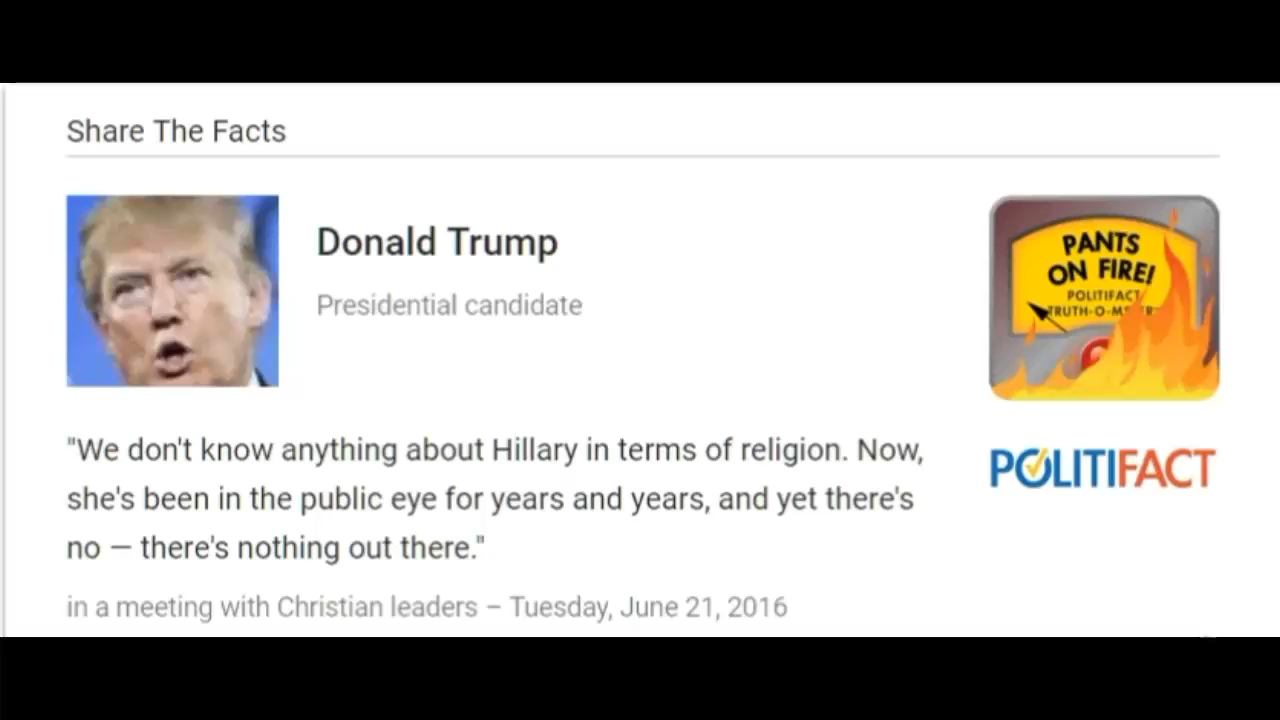 Share The Facts
Donald Trump
Presidential candidate
PANTS
ON FIRE!
POLITIFACT
"We don't know anything about Hillary in terms of religion. Now,
she's been in the public eye for years and years, and yet there's
no — there's nothing out there."
POLITIFACT
in a meeting with Christian leaders – Tuesday, June 21, 2016